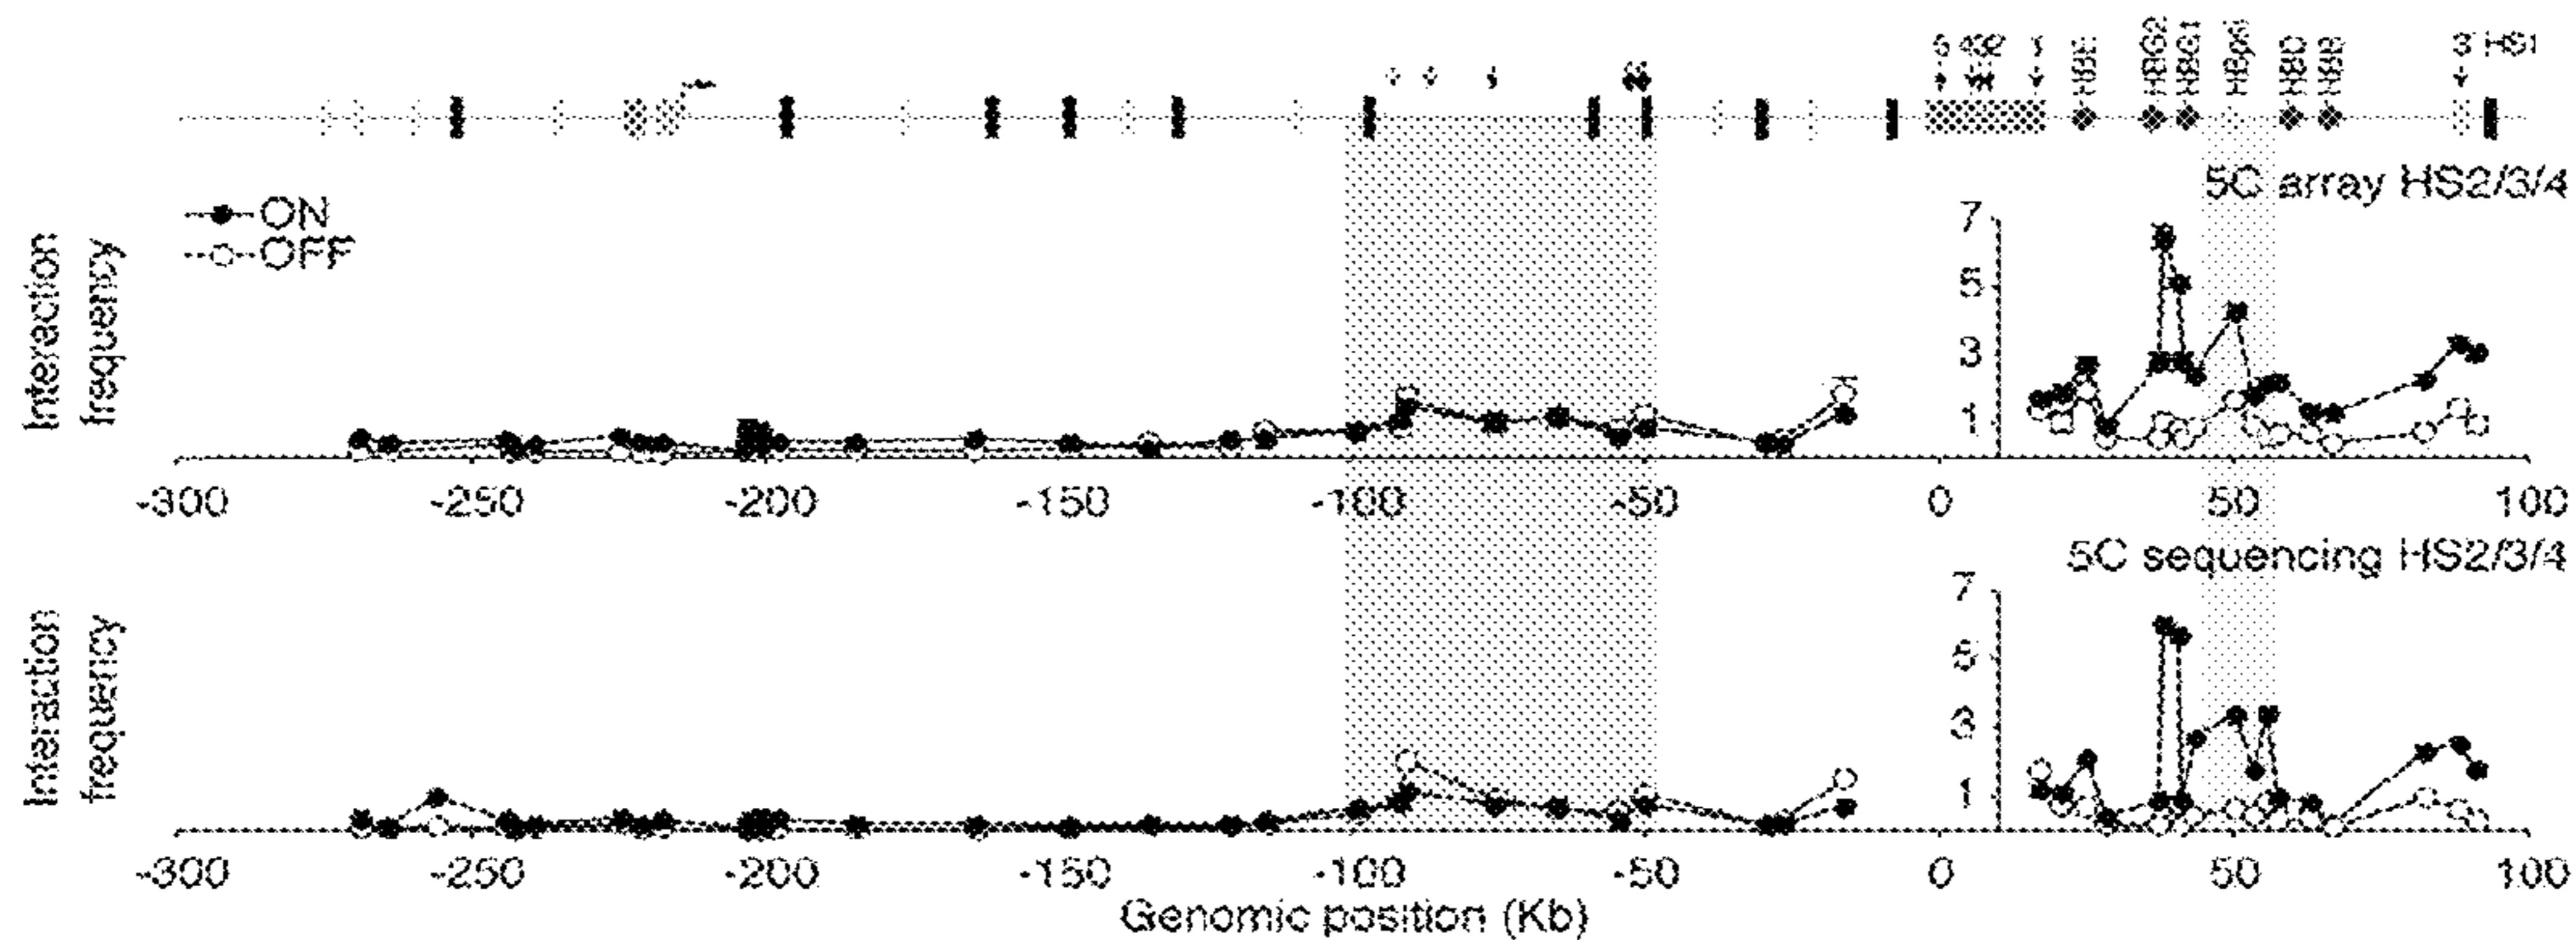 HBE HBG2 HBG1 HBD HBB 3' HS1
5C array HS2/3/4
ON
OFF
Interaction
frequency
7
5
3
1
-300 -250 -200 -150 -100 -50 0 50 100
5C sequencing HS2/3/4
Interaction
frequency
7
5
3
1
-300 -250 -200 -150 -100 -50 0 50 100
Genomic position (Kb)